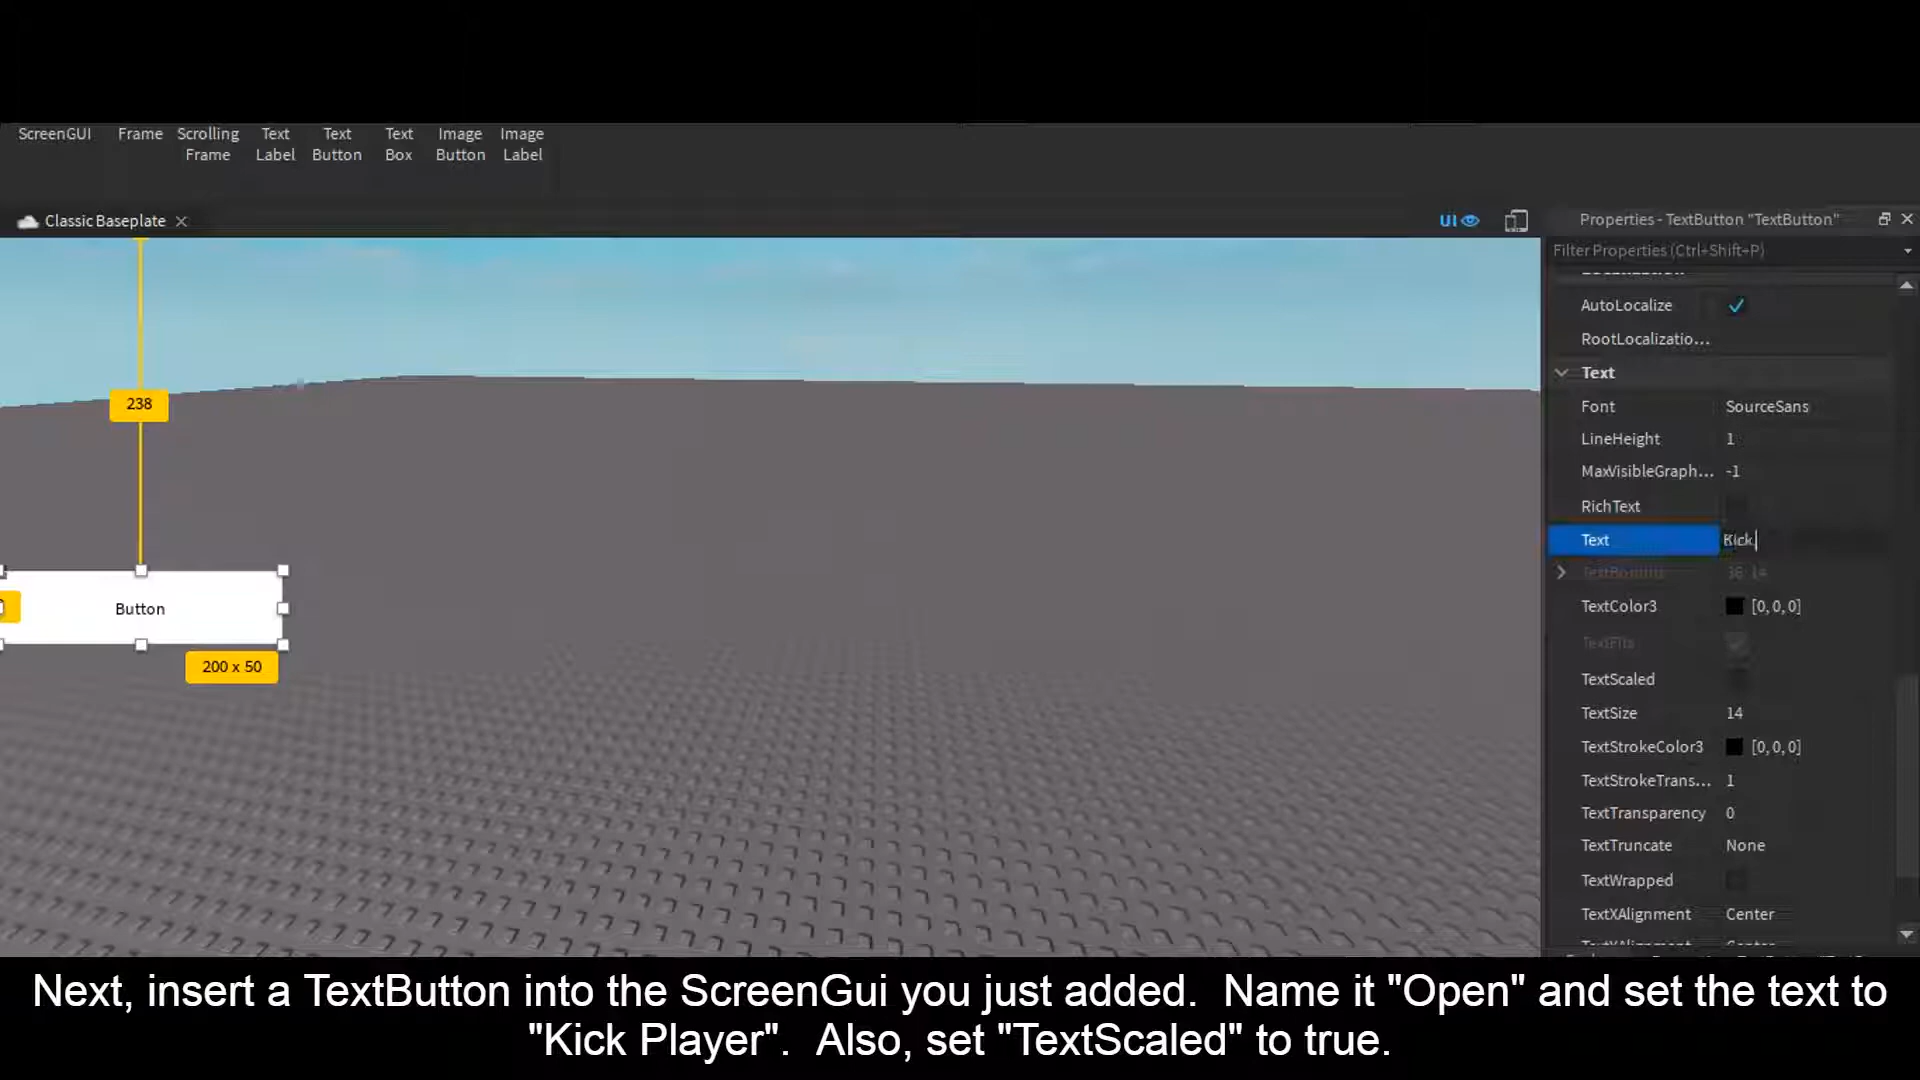 ScreenGUI Frame Scrolling Frame Text Label Text Button Text Box Image Button Image Label
Classic Baseplate
UI
Properties - TextButton "TextButton"
Filter Properties (Ctrl+Shift+P)
AutoLocalize
RootLocalizatio...
Text
Font SourceSans
LineHeight 1
MaxVisibleGraph... -1
RichText
Text Kick
TextBounds
TextColor3 [0, 0, 0]
TextFits
TextScaled
TextSize 14
TextStrokeColor3 [0, 0, 0]
TextStrokeTrans... 1
TextTransparency 0
TextTruncate None
TextWrapped
TextXAlignment Center
238
Button
200 x 50
Next, insert a TextButton into the ScreenGui you just added. Name it "Open" and set the text to
"Kick Player". Also, set "TextScaled" to true.